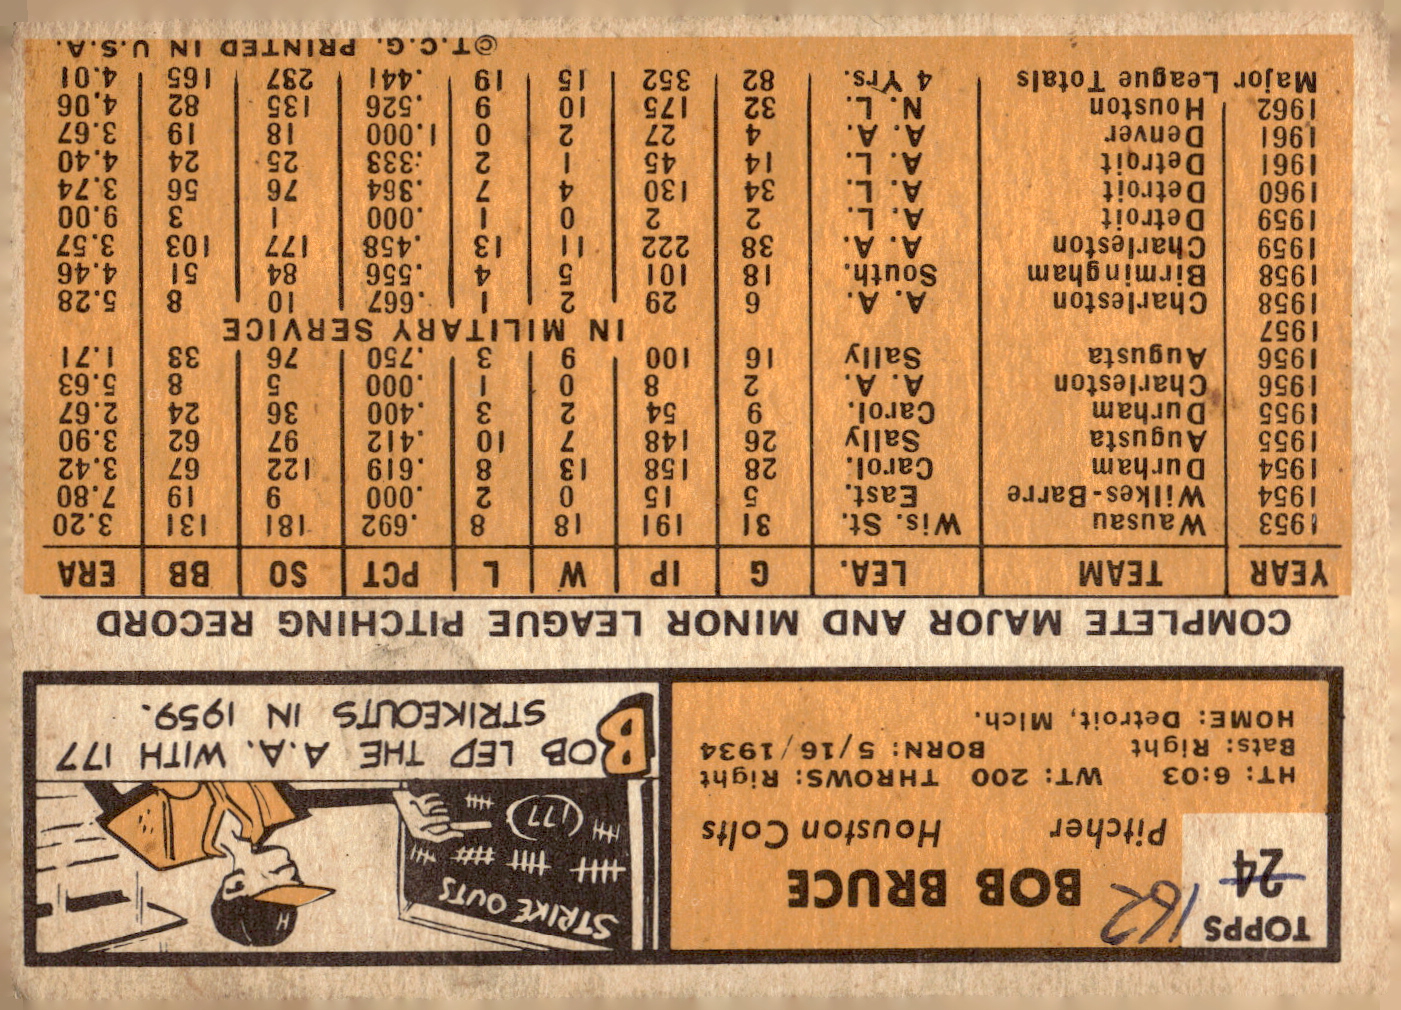 TOPPS
24
162
BOB BRUCE
Pitcher Houston Colts
HT: 6:03 WT: 200 THROWS: Right
Bats: Right BORN: 5/16/1934
HOME: Detroit, Mich.
STRIKE OUTS
(177)
H
BOB LED THE A.A. WITH 177
STRIKEOUTS IN 1959.
COMPLETE MAJOR AND MINOR LEAGUE PITCHING RECORD
YEAR TEAM LEA. G IP W L PCT SO BB ERA
1953 Wausau Wis. St. 31 191 18 8 .692 181 131 3.20
1954 Wilkes-Barre East. 5 15 0 2 .000 9 19 7.80
1954 Durham Carol. 28 158 13 8 .619 122 67 3.42
1955 Augusta Sally 26 148 7 10 .412 97 62 3.90
1955 Durham Carol. 9 54 2 3 .400 36 24 2.67
1956 Charleston A. A. 2 8 0 1 .000 5 8 5.63
1956 Augusta Sally 16 100 9 3 .750 76 38 1.71
1957 IN MILITARY SERVICE
1958 Charleston A. A. 6 29 2 1 .667 10 8 5.28
1958 Birmingham South. 18 101 5 4 .556 84 51 4.46
1959 Charleston A. A. 38 222 11 13 .458 177 103 3.57
1959 Detroit A. L. 2 2 0 1 .000 1 3 9.00
1960 Detroit A. L. 34 130 4 7 .364 76 56 3.74
1961 Detroit A. L. 14 45 1 2 .333 25 24 4.40
1961 Denver A. A. 4 27 2 0 1.000 18 19 3.67
1962 Houston N. L. 32 175 10 9 .526 135 82 4.06
Major League Totals 4 Yrs. 82 352 15 19 .441 237 165 4.01
©T.C.G. PRINTED IN U.S.A.